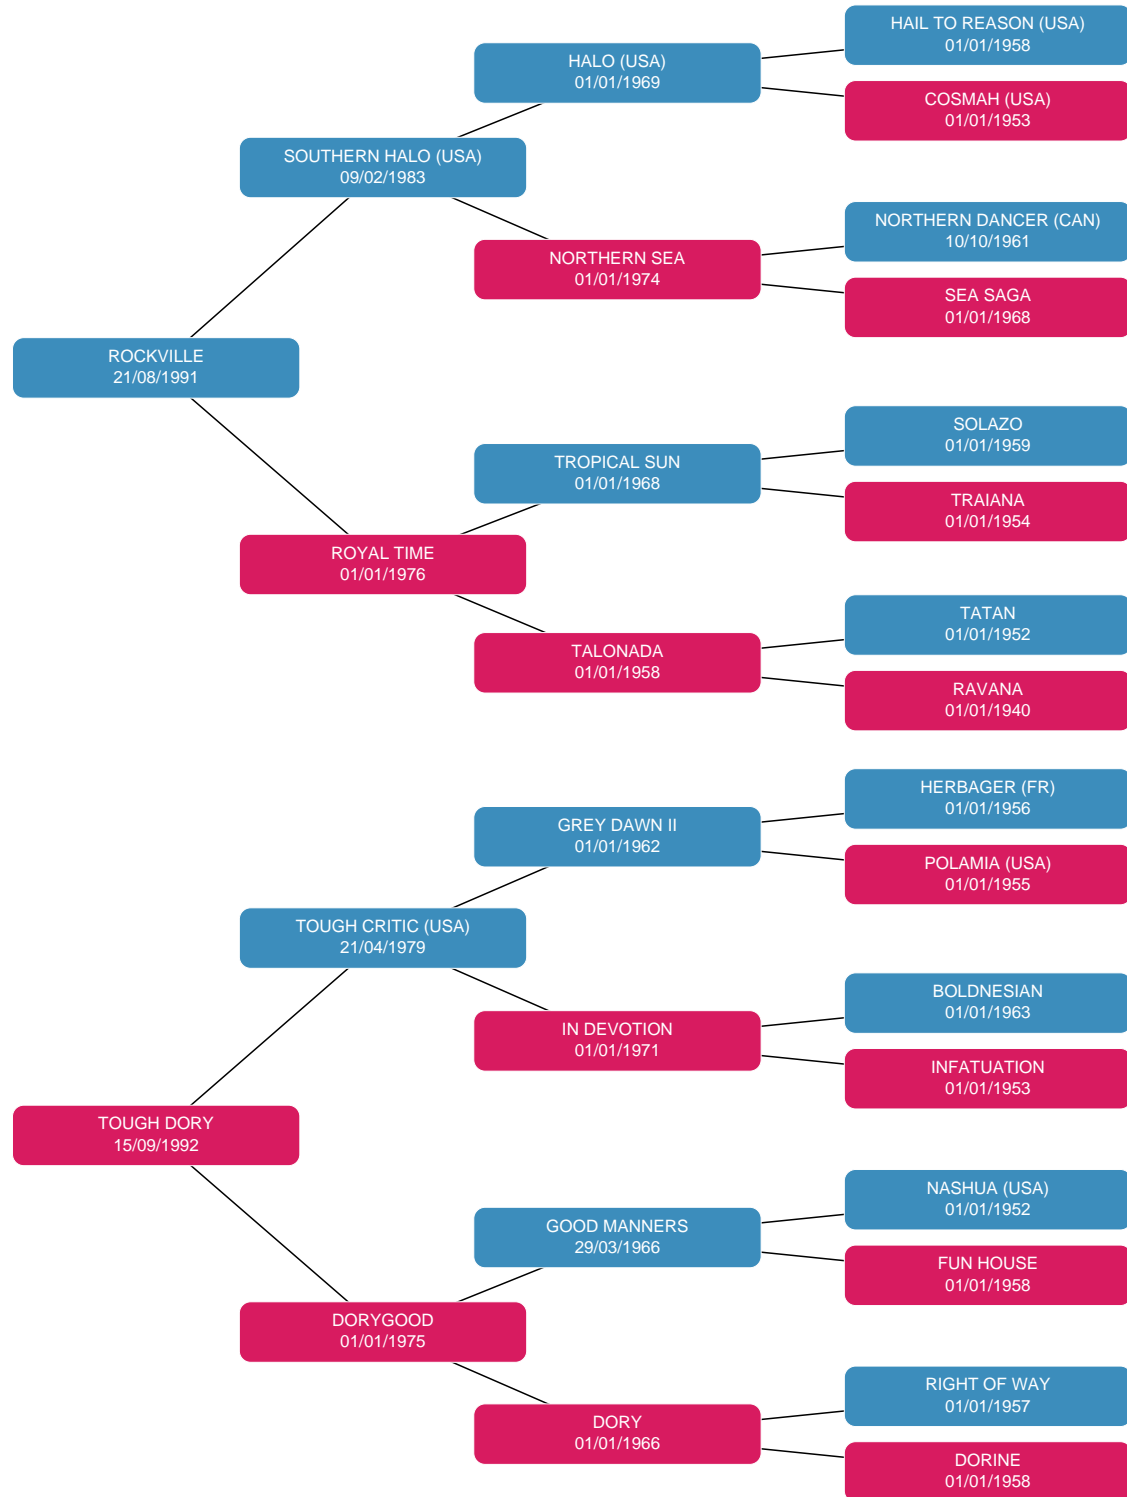 HAIL TO REASON (USA)
01/01/1958
HALO (USA)
01/01/1969
COSMAH (USA)
01/01/1953
SOUTHERN HALO (USA)
09/02/1983
NORTHERN DANCER (CAN)
10/10/1961
NORTHERN SEA
01/01/1974
SEA SAGA
01/01/1968
ROCKVILLE
21/08/1991
SOLAZO
01/01/1959
TROPICAL SUN
01/01/1968
TRAIANA
01/01/1954
ROYAL TIME
01/01/1976
TATAN
01/01/1952
TALONADA
01/01/1958
RAVANA
01/01/1940
HERBAGER (FR)
01/01/1956
GREY DAWN II
01/01/1962
POLAMIA (USA)
01/01/1955
TOUGH CRITIC (USA)
21/04/1979
BOLDNESIAN
01/01/1963
IN DEVOTION
01/01/1971
INFATUATION
01/01/1953
TOUGH DORY
15/09/1992
NASHUA (USA)
01/01/1952
GOOD MANNERS
29/03/1966
FUN HOUSE
01/01/1958
DORYGOOD
01/01/1975
RIGHT OF WAY
01/01/1957
DORY
01/01/1966
DORINE
01/01/1958